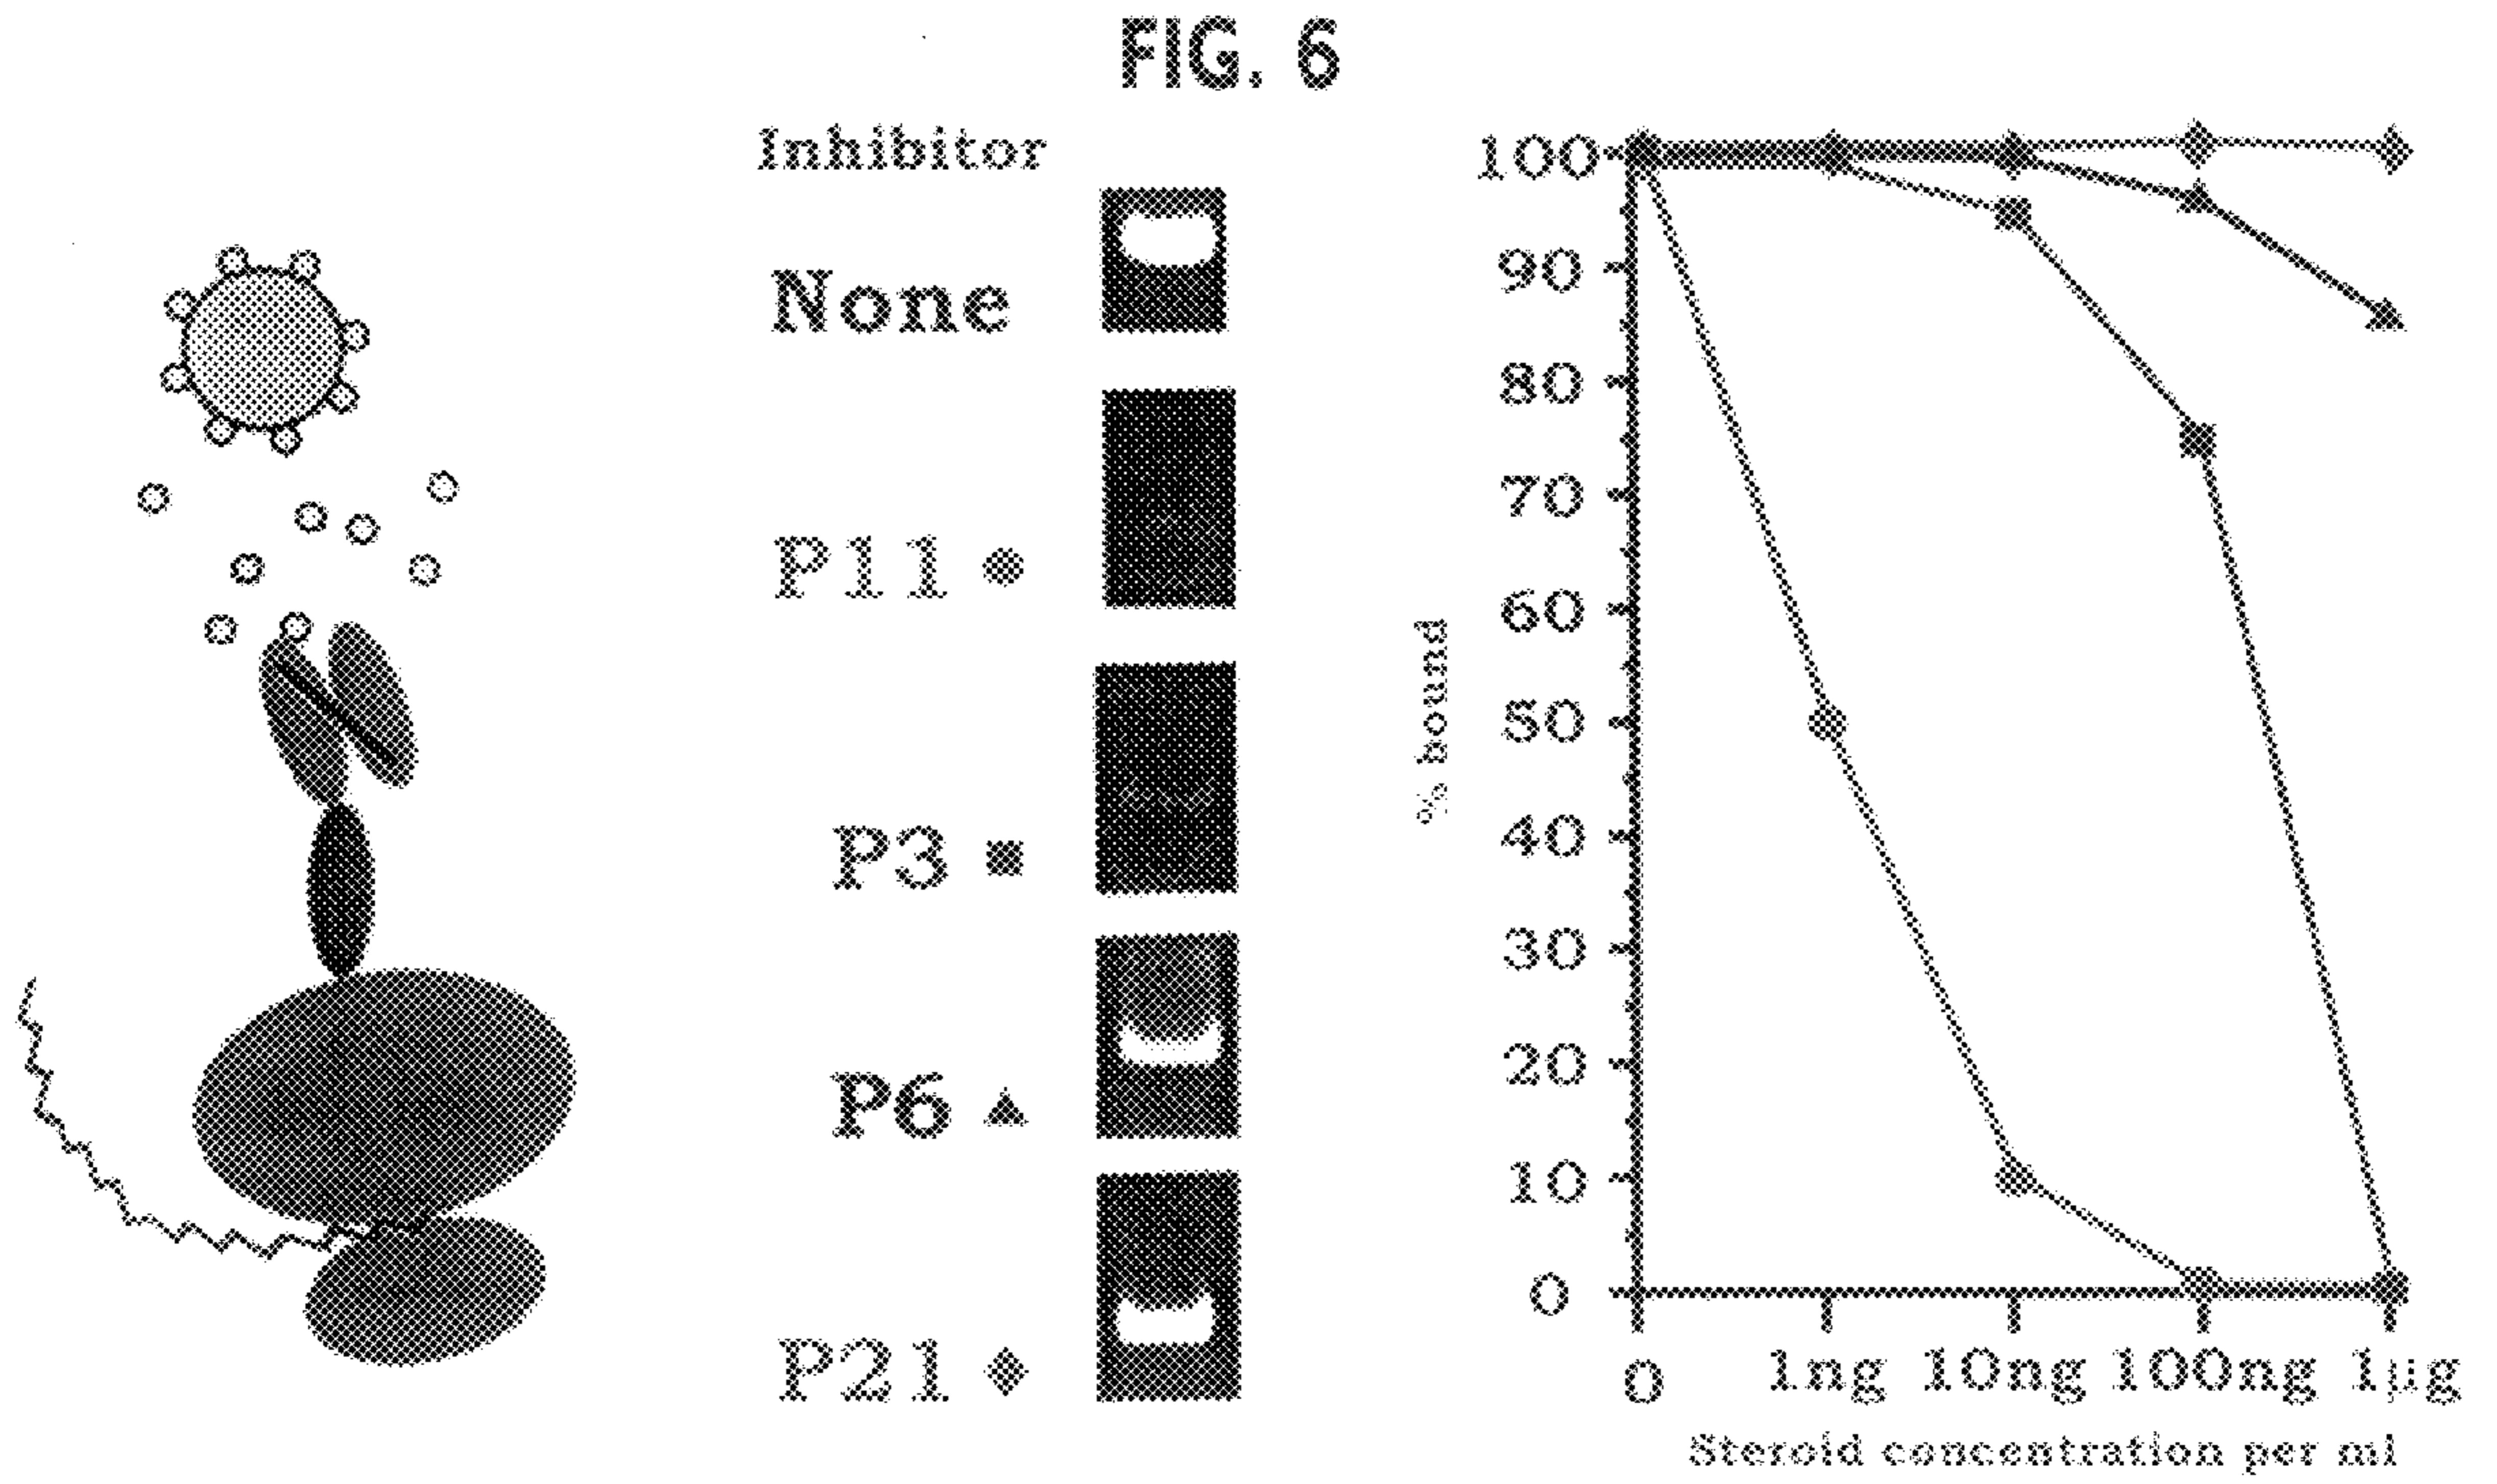 FIG. 6
Inhibitor
None
P11
P3
P6
P21
% bound
100
90
80
70
60
50
40
30
20
10
0
0 1ng 10ng 100ng 1µg
Steroid concentration per ml